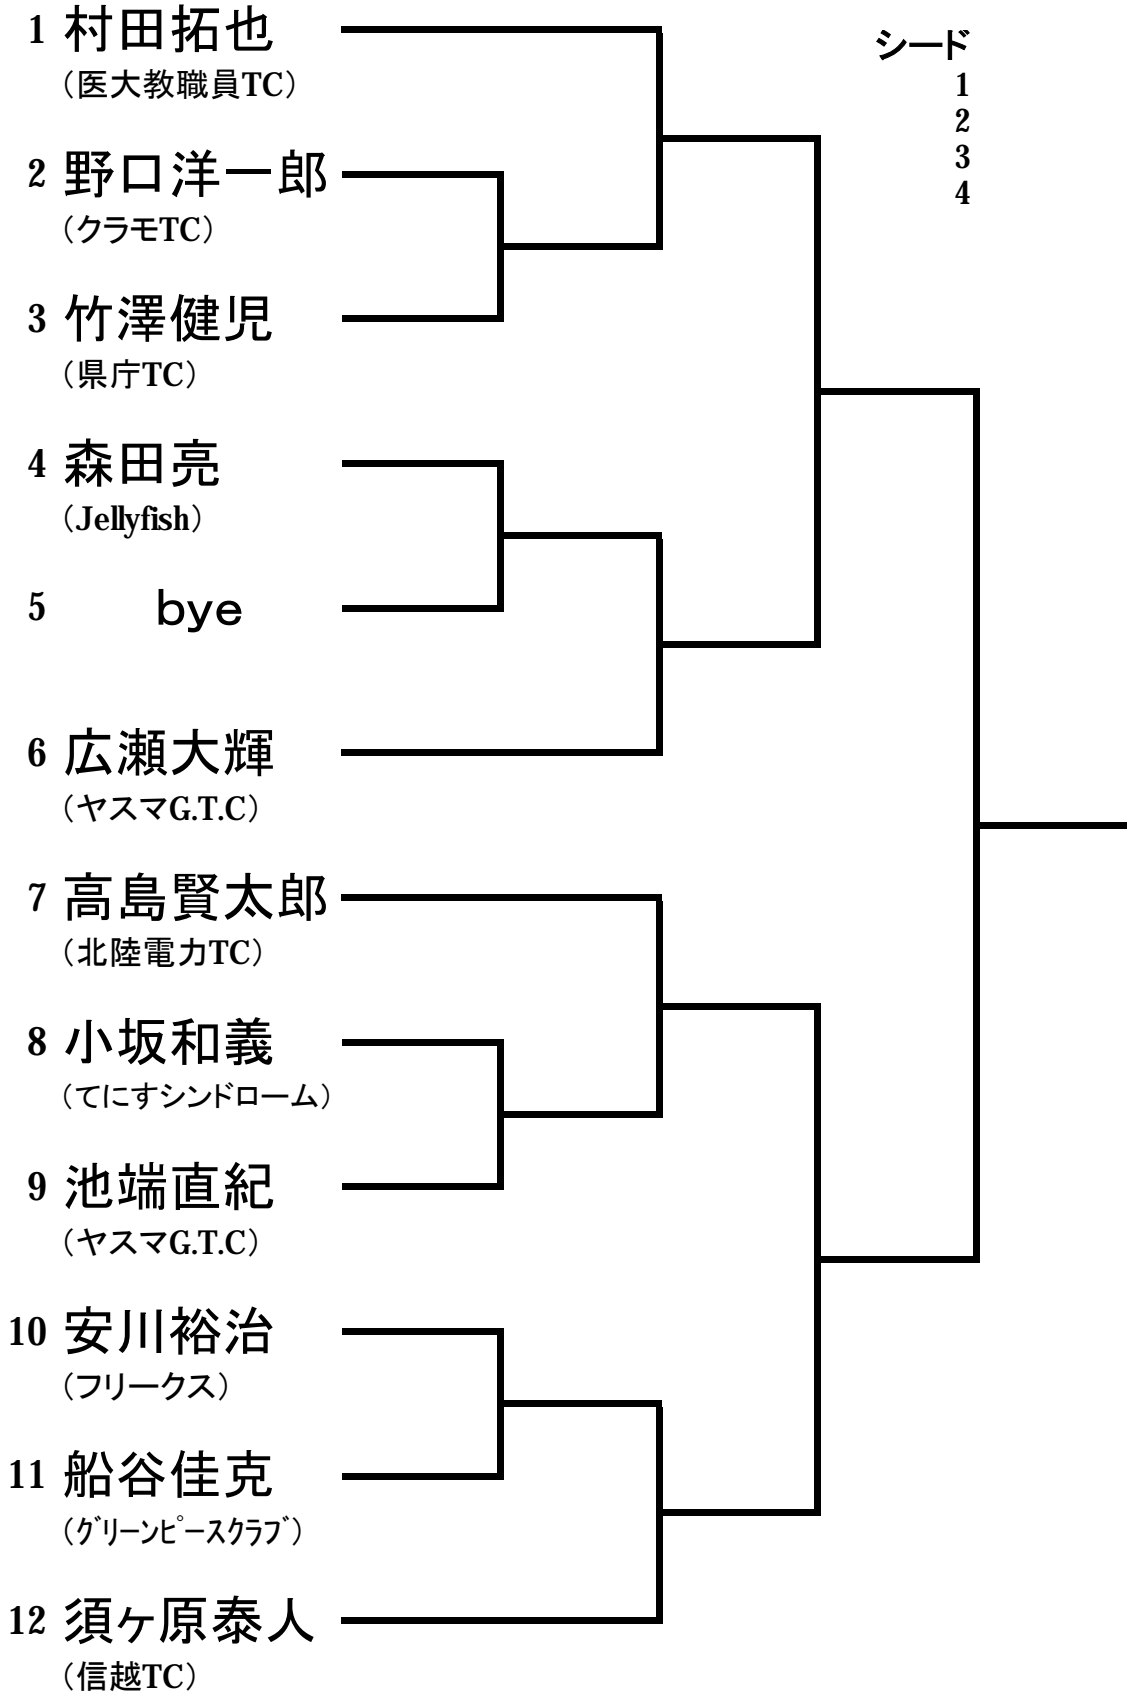 1 村田拓也
（医大教職員TC）
2 野口洋一郎
（クラモTC）
3 竹澤健児
（県庁TC）
4 森田亮
（Jellyfish）
5 bye
6 広瀬大輝
（ヤスマG.T.C）
7 高島賢太郎
（北陸電力TC）
8 小坂和義
（てにすシンドローム）
9 池端直紀
（ヤスマG.T.C）
10 安川裕治
（フリークス）
11 船谷佳克
（ｸﾞﾘｰﾝﾋﾟｰｽｸﾗﾌﾞ）
12 須ヶ原泰人
（信越TC）
シード
1
2
3
4